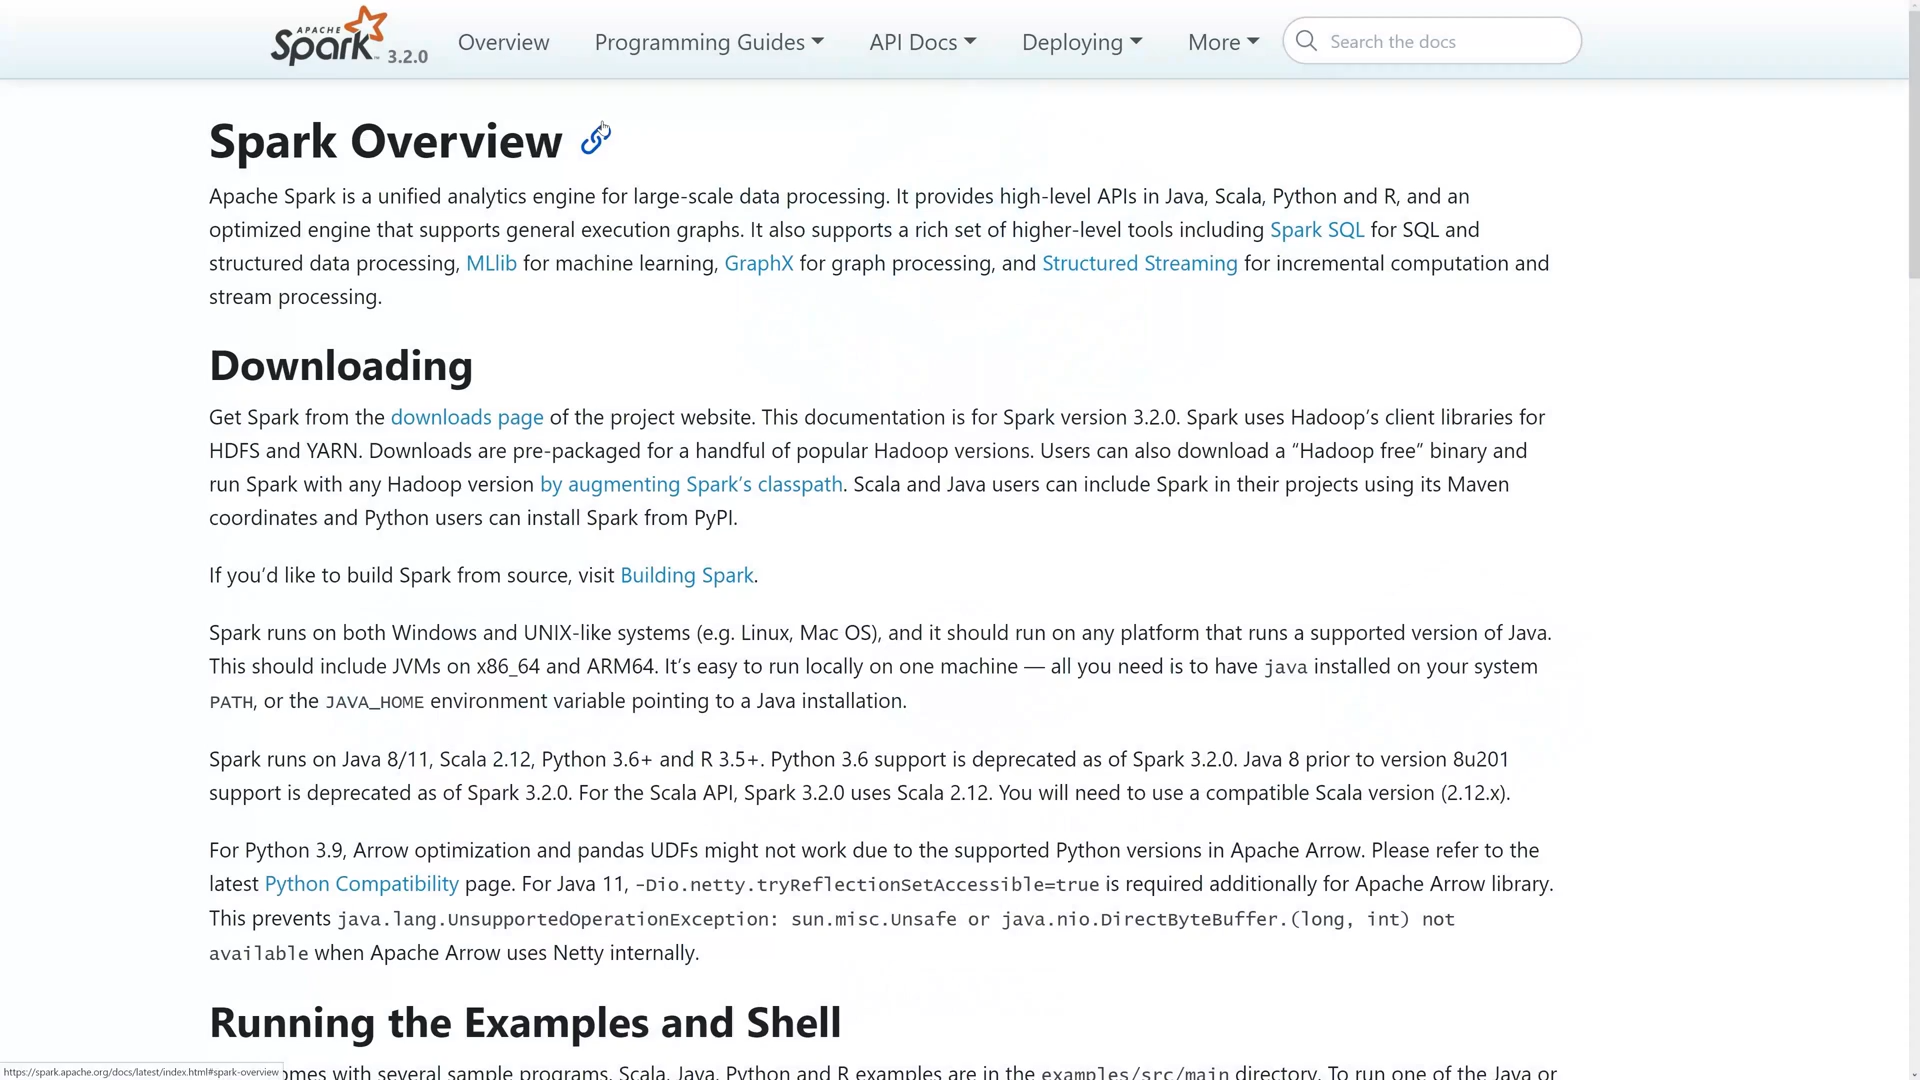 APACHE
Spark™ 3.2.0
Overview
Programming Guides
API Docs
Deploying
More
Search the docs
Spark Overview
Apache Spark is a unified analytics engine for large-scale data processing. It provides high-level APIs in Java, Scala, Python and R, and an
optimized engine that supports general execution graphs. It also supports a rich set of higher-level tools including Spark SQL for SQL and
structured data processing, MLlib for machine learning, GraphX for graph processing, and Structured Streaming for incremental computation and
stream processing.
Downloading
Get Spark from the downloads page of the project website. This documentation is for Spark version 3.2.0. Spark uses Hadoop’s client libraries for
HDFS and YARN. Downloads are pre-packaged for a handful of popular Hadoop versions. Users can also download a “Hadoop free” binary and
run Spark with any Hadoop version by augmenting Spark’s classpath. Scala and Java users can include Spark in their projects using its Maven
coordinates and Python users can install Spark from PyPI.
If you’d like to build Spark from source, visit Building Spark.
Spark runs on both Windows and UNIX-like systems (e.g. Linux, Mac OS), and it should run on any platform that runs a supported version of Java.
This should include JVMs on x86_64 and ARM64. It’s easy to run locally on one machine — all you need is to have java installed on your system
PATH, or the JAVA_HOME environment variable pointing to a Java installation.
Spark runs on Java 8/11, Scala 2.12, Python 3.6+ and R 3.5+. Python 3.6 support is deprecated as of Spark 3.2.0. Java 8 prior to version 8u201
support is deprecated as of Spark 3.2.0. For the Scala API, Spark 3.2.0 uses Scala 2.12. You will need to use a compatible Scala version (2.12.x).
For Python 3.9, Arrow optimization and pandas UDFs might not work due to the supported Python versions in Apache Arrow. Please refer to the
latest Python Compatibility page. For Java 11, -Dio.netty.tryReflectionSetAccessible=true is required additionally for Apache Arrow library.
This prevents java.lang.UnsupportedOperationException: sun.misc.Unsafe or java.nio.DirectByteBuffer.(long, int) not
available when Apache Arrow uses Netty internally.
Running the Examples and Shell
omes with several sample programs. Scala, Java, Python and R examples are in the examples/src/main directory. To run one of the Java or
https://spark.apache.org/docs/latest/index.html#spark-overview